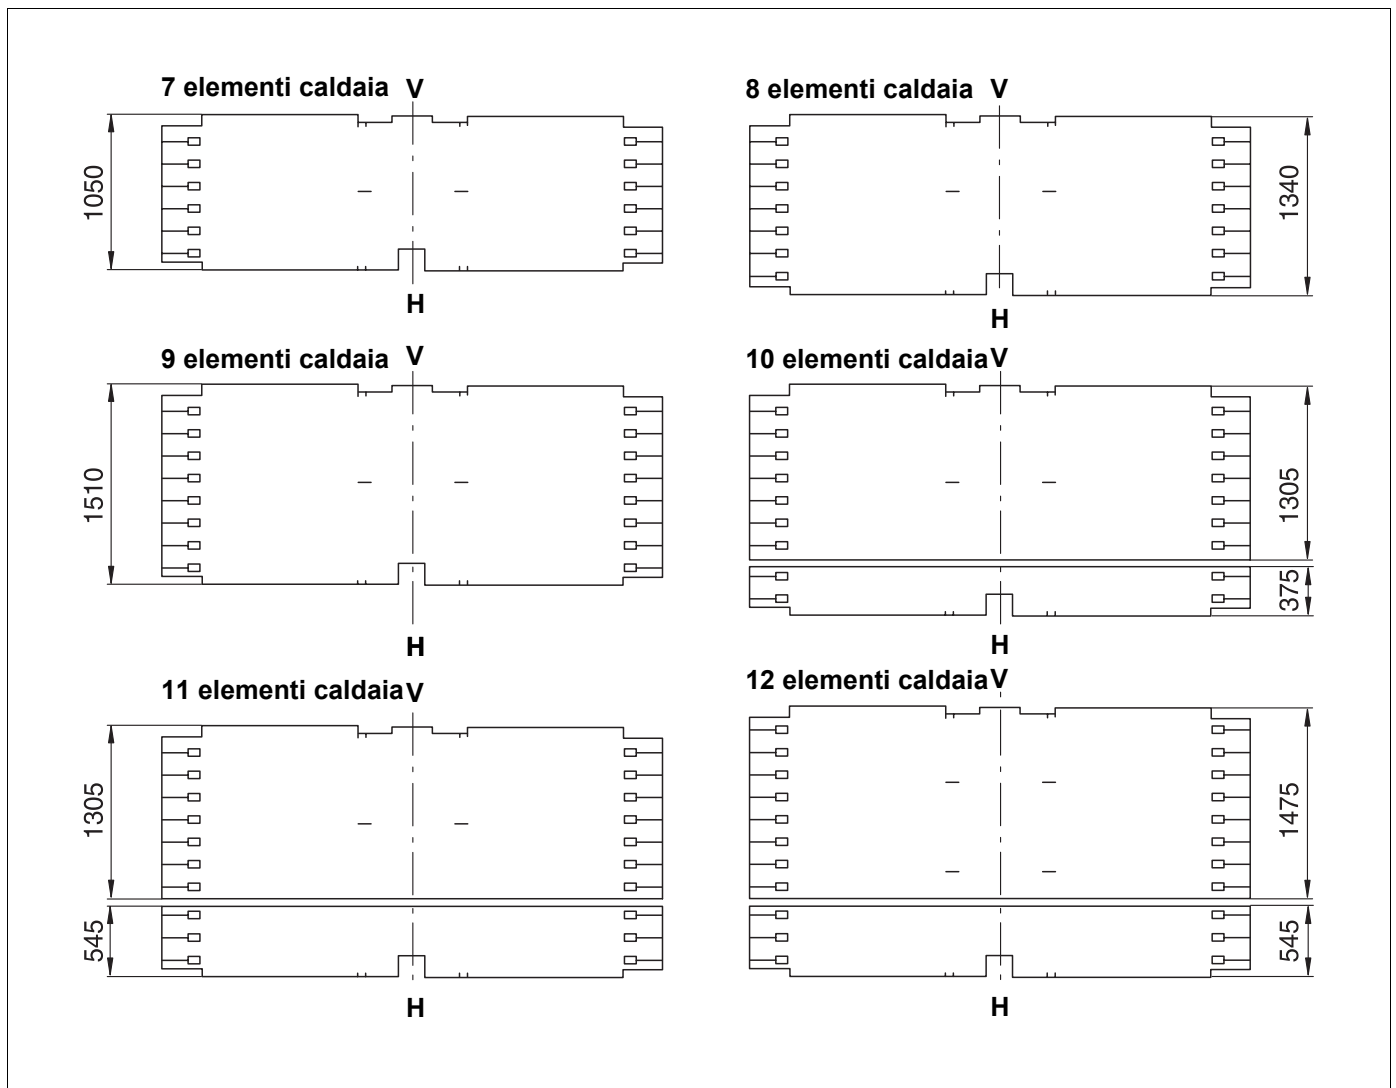 7 elementi caldaia V
1050
H
8 elementi caldaia V
1340
H
9 elementi caldaia V
1510
H
10 elementi caldaia V
1305
375
H
11 elementi caldaia V
1305
545
H
12 elementi caldaia V
1475
545
H